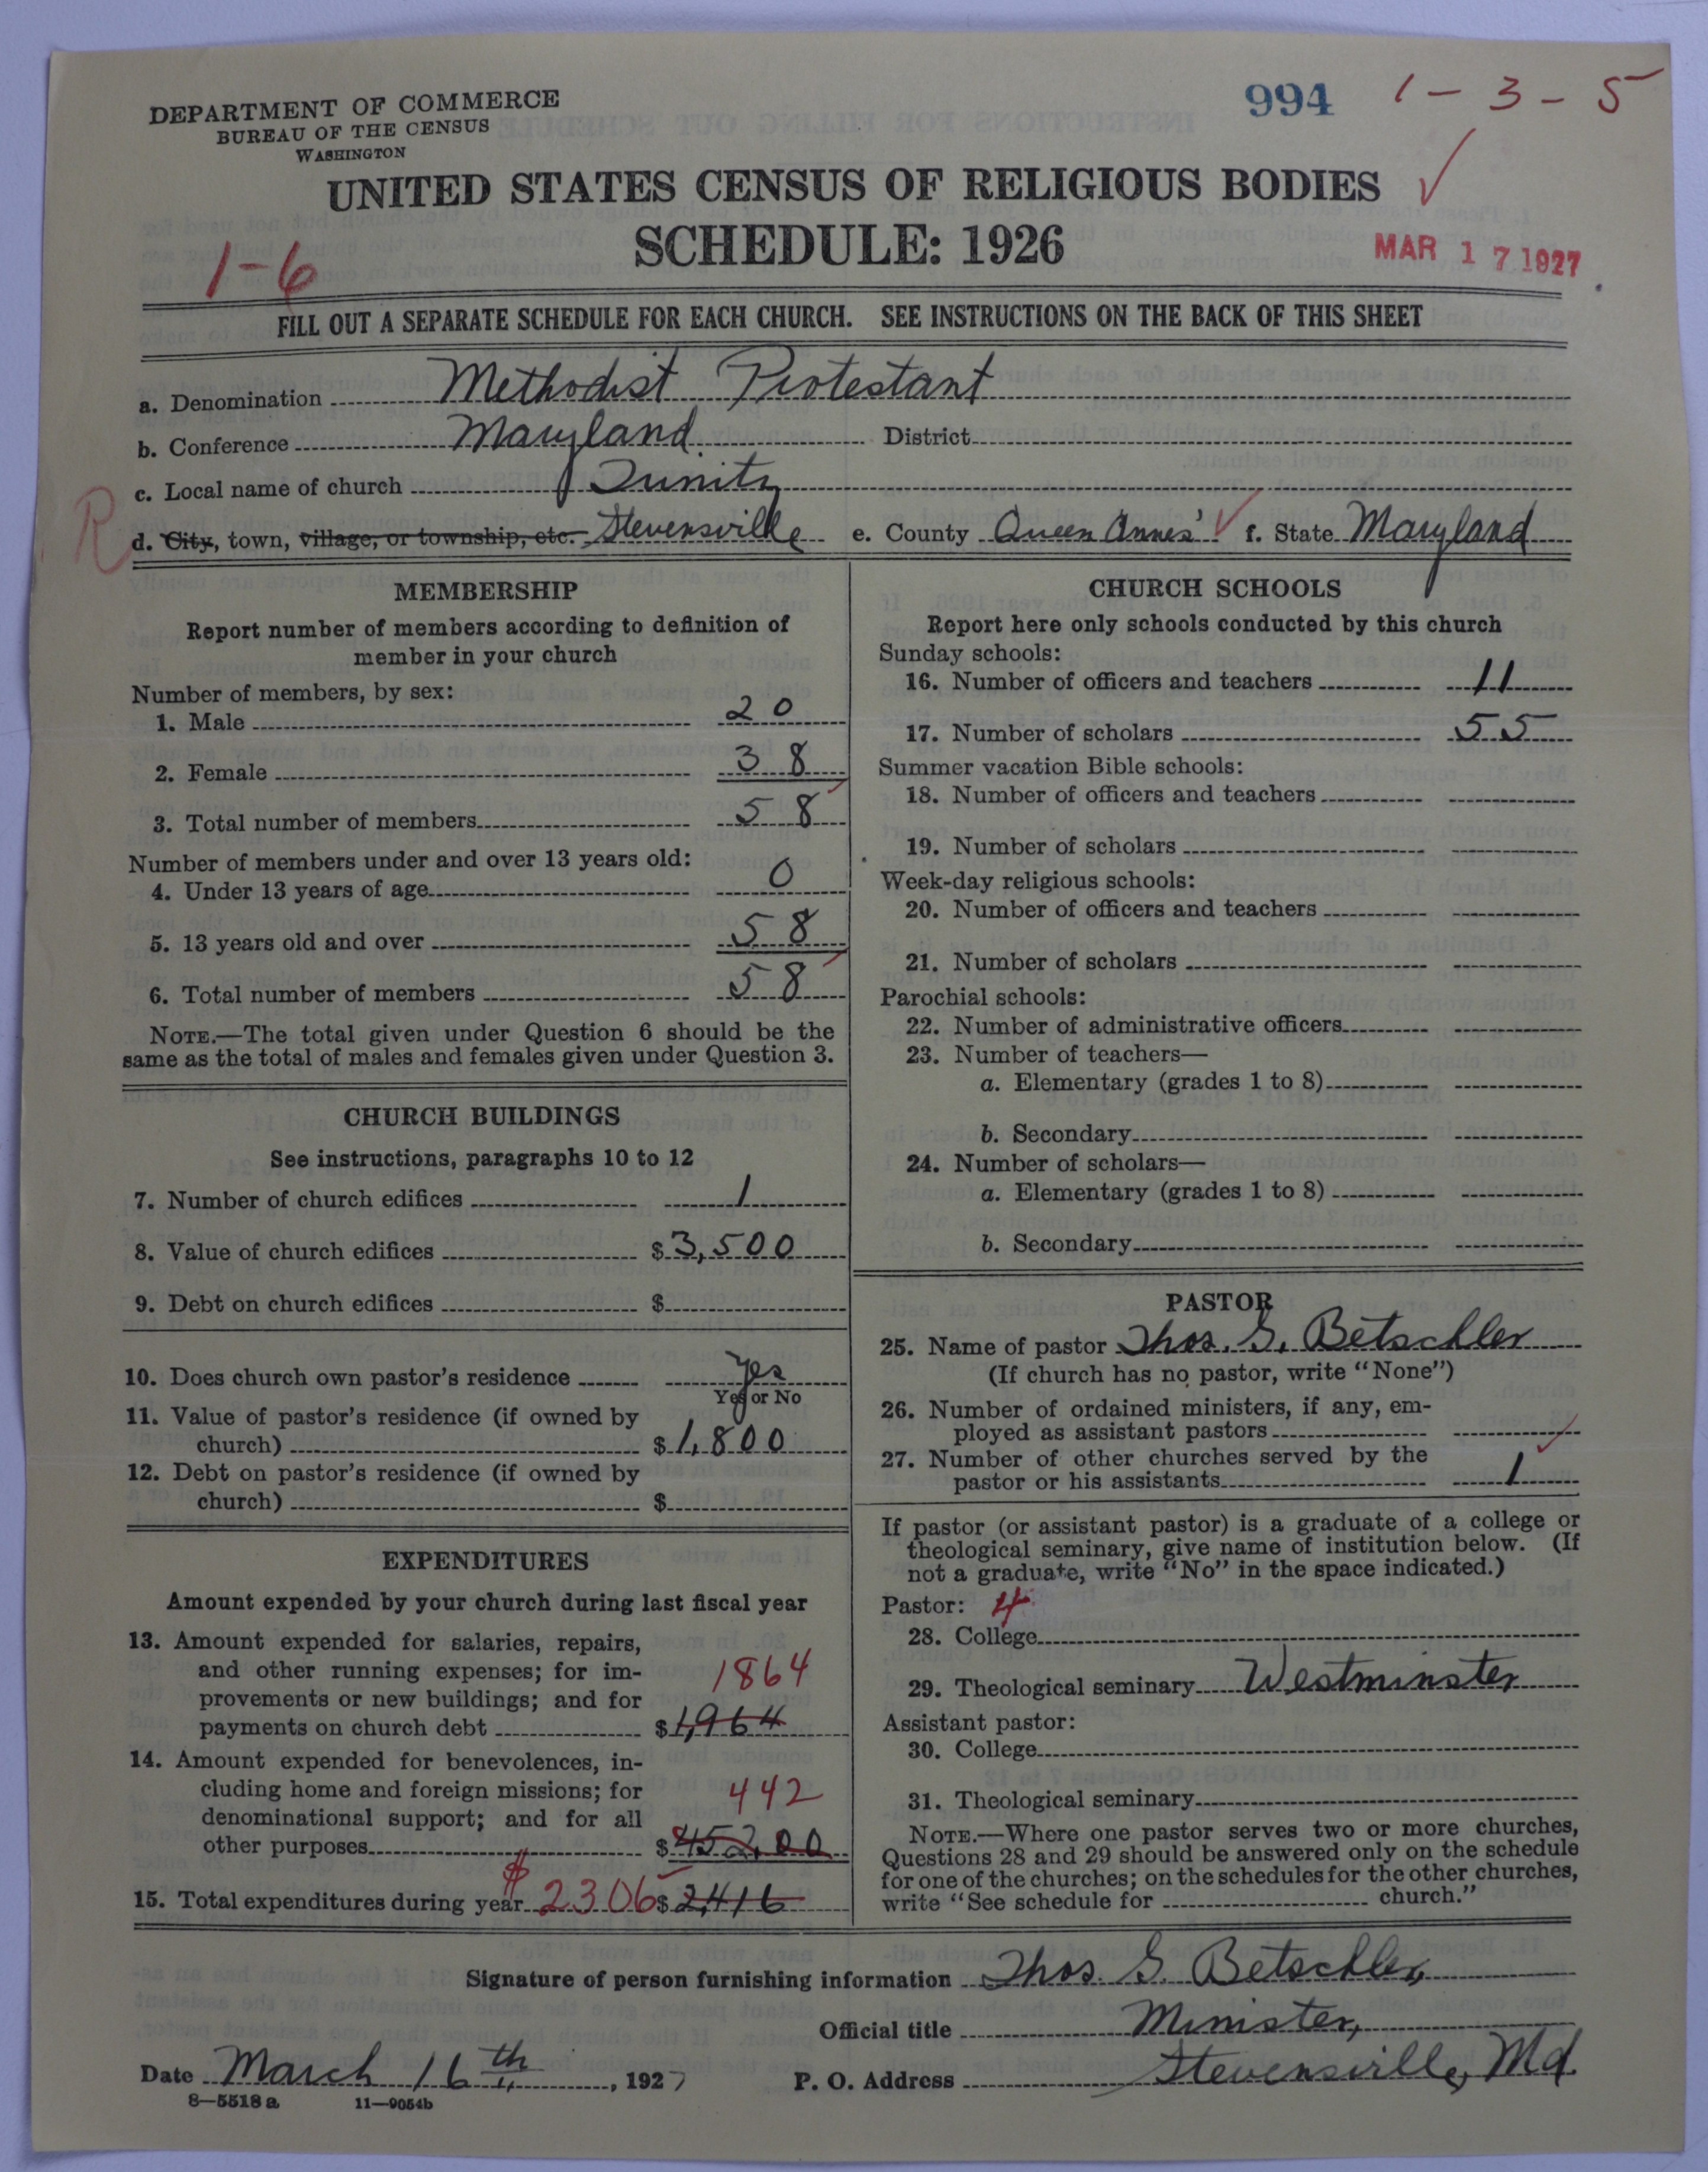 DEPARTMENT OF COMMERCE
BUREAU OF THE CENSUS
WASHINGTON
994 1-3-5
UNITED STATES CENSUS OF RELIGIOUS BODIES
SCHEDULE: 1926
1-6
MAR 17 1927
FILL OUT A SEPARATE SCHEDULE FOR EACH CHURCH. SEE INSTRUCTIONS ON THE BACK OF THIS SHEET
a. Denomination Methodist Protestant
b. Conference Maryland District
c. Local name of church Trinity
R
d. City, town, village, or township, etc. Stevensville e. County Queen Annes' f. State Maryland
MEMBERSHIP
Report number of members according to definition of
member in your church
Number of members, by sex:
1. Male 20
2. Female 38
3. Total number of members 58
Number of members under and over 13 years old:
4. Under 13 years of age 0
5. 13 years old and over 58
6. Total number of members 58
NOTE.—The total given under Question 6 should be the
same as the total of males and females given under Question 3.
CHURCH BUILDINGS
See instructions, paragraphs 10 to 12
7. Number of church edifices 1
8. Value of church edifices $3,500
9. Debt on church edifices $
10. Does church own pastor's residence Yes
Yes or No
11. Value of pastor's residence (if owned by
church) $1,800
12. Debt on pastor's residence (if owned by
church) $
EXPENDITURES
Amount expended by your church during last fiscal year
13. Amount expended for salaries, repairs,
and other running expenses; for im-
1864
provements or new buildings; and for
payments on church debt $1,964
14. Amount expended for benevolences, in-
cluding home and foreign missions; for
442
denominational support; and for all
other purposes $452.00
15. Total expenditures during year $2306 $2,416
CHURCH SCHOOLS
Report here only schools conducted by this church
Sunday schools:
16. Number of officers and teachers 11
17. Number of scholars 55
Summer vacation Bible schools:
18. Number of officers and teachers
19. Number of scholars
Week-day religious schools:
20. Number of officers and teachers
21. Number of scholars
Parochial schools:
22. Number of administrative officers
23. Number of teachers—
a. Elementary (grades 1 to 8)
b. Secondary
24. Number of scholars—
a. Elementary (grades 1 to 8)
b. Secondary
PASTOR
25. Name of pastor Thos. G. Betschler
(If church has no pastor, write "None")
26. Number of ordained ministers, if any, em-
ployed as assistant pastors
27. Number of other churches served by the
pastor or his assistants 1
If pastor (or assistant pastor) is a graduate of a college or
theological seminary, give name of institution below. (If
not a graduate, write "No" in the space indicated.)
Pastor: 4
28. College
29. Theological seminary Westminster
Assistant pastor:
30. College
31. Theological seminary
NOTE.—Where one pastor serves two or more churches,
Questions 28 and 29 should be answered only on the schedule
for one of the churches; on the schedules for the other churches,
write "See schedule for church."
Signature of person furnishing information Thos. G. Betschler,
Official title Minister,
Date March 16th, 1927 P. O. Address Stevensville, Md.
8—5518 a 11—9054b